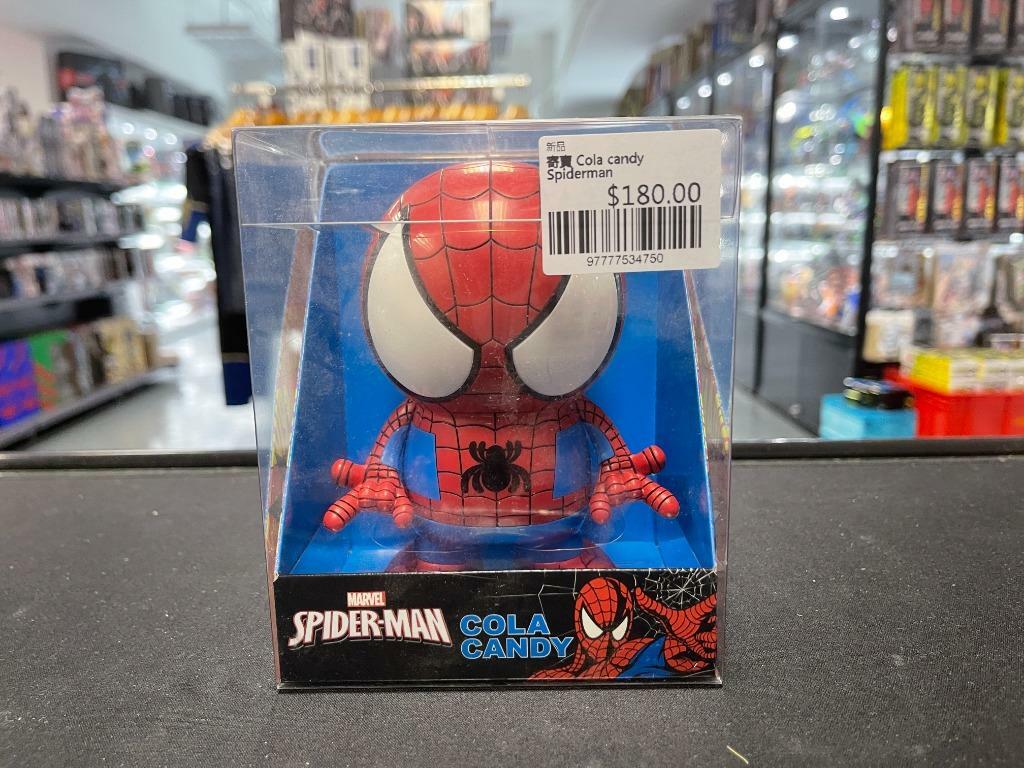 新品
寄賣 Cola candy
Spiderman
$180.00
97777534750
MARVEL
SPIDER-MAN
COLA
CANDY